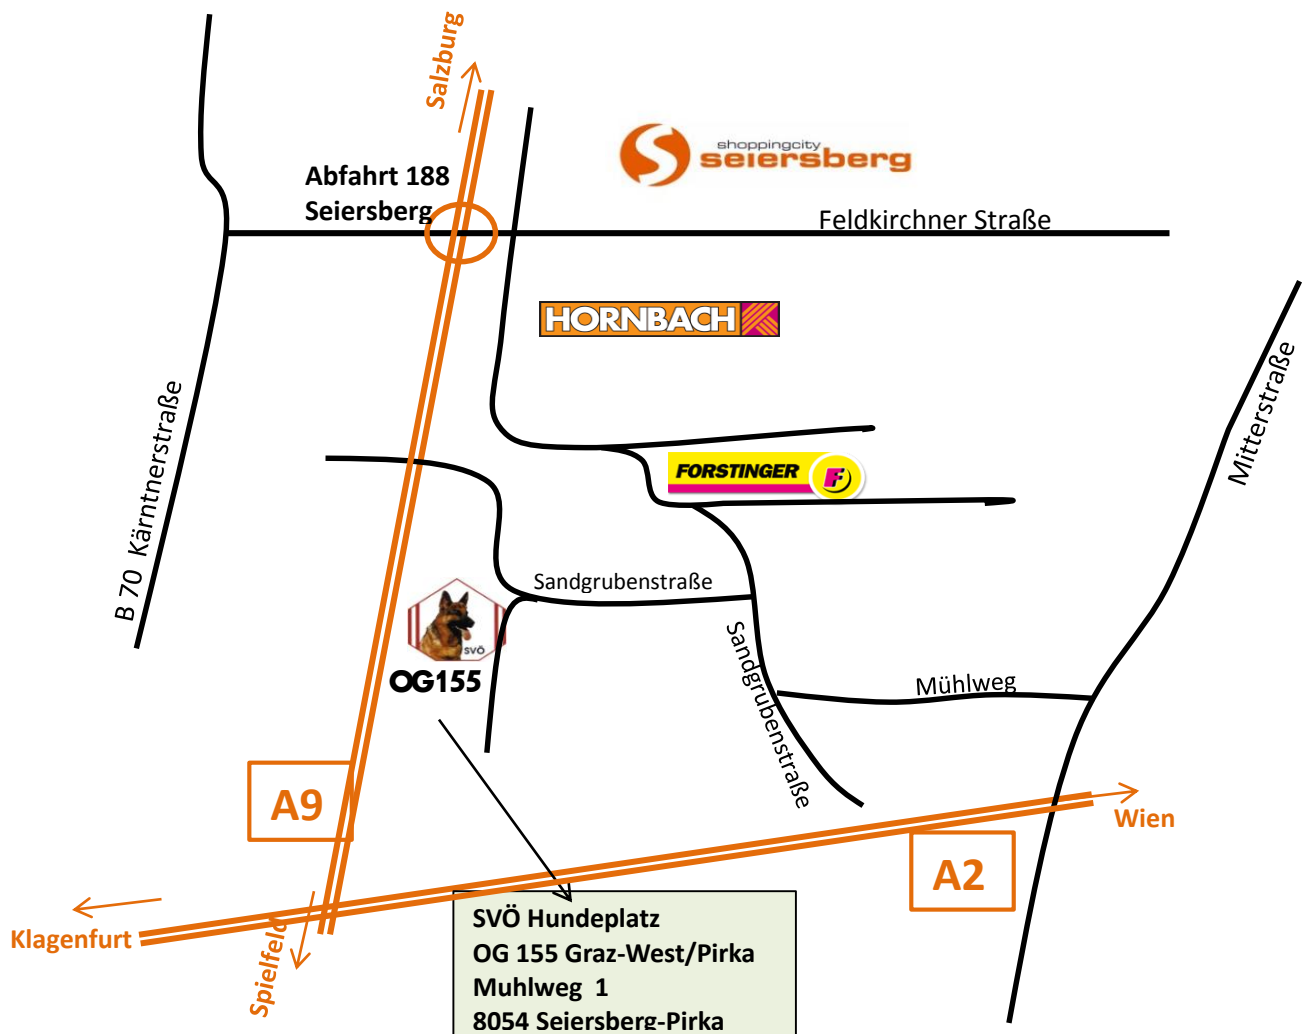 Salzburg
shoppingcity
seiersberg
Abfahrt 188
Seiersberg
Feldkirchner Straße
HORNBACH
Mitterstraße
B 70 Kärntnerstraße
FORSTINGER F
Sandgrubenstraße
SVÖ
OG155
Sandgrubenstraße
Mühlweg
A9
Wien
A2
Klagenfurt
Spielfeld
SVÖ Hundeplatz
OG 155 Graz-West/Pirka
Muhlweg 1
8054 Seiersberg-Pirka